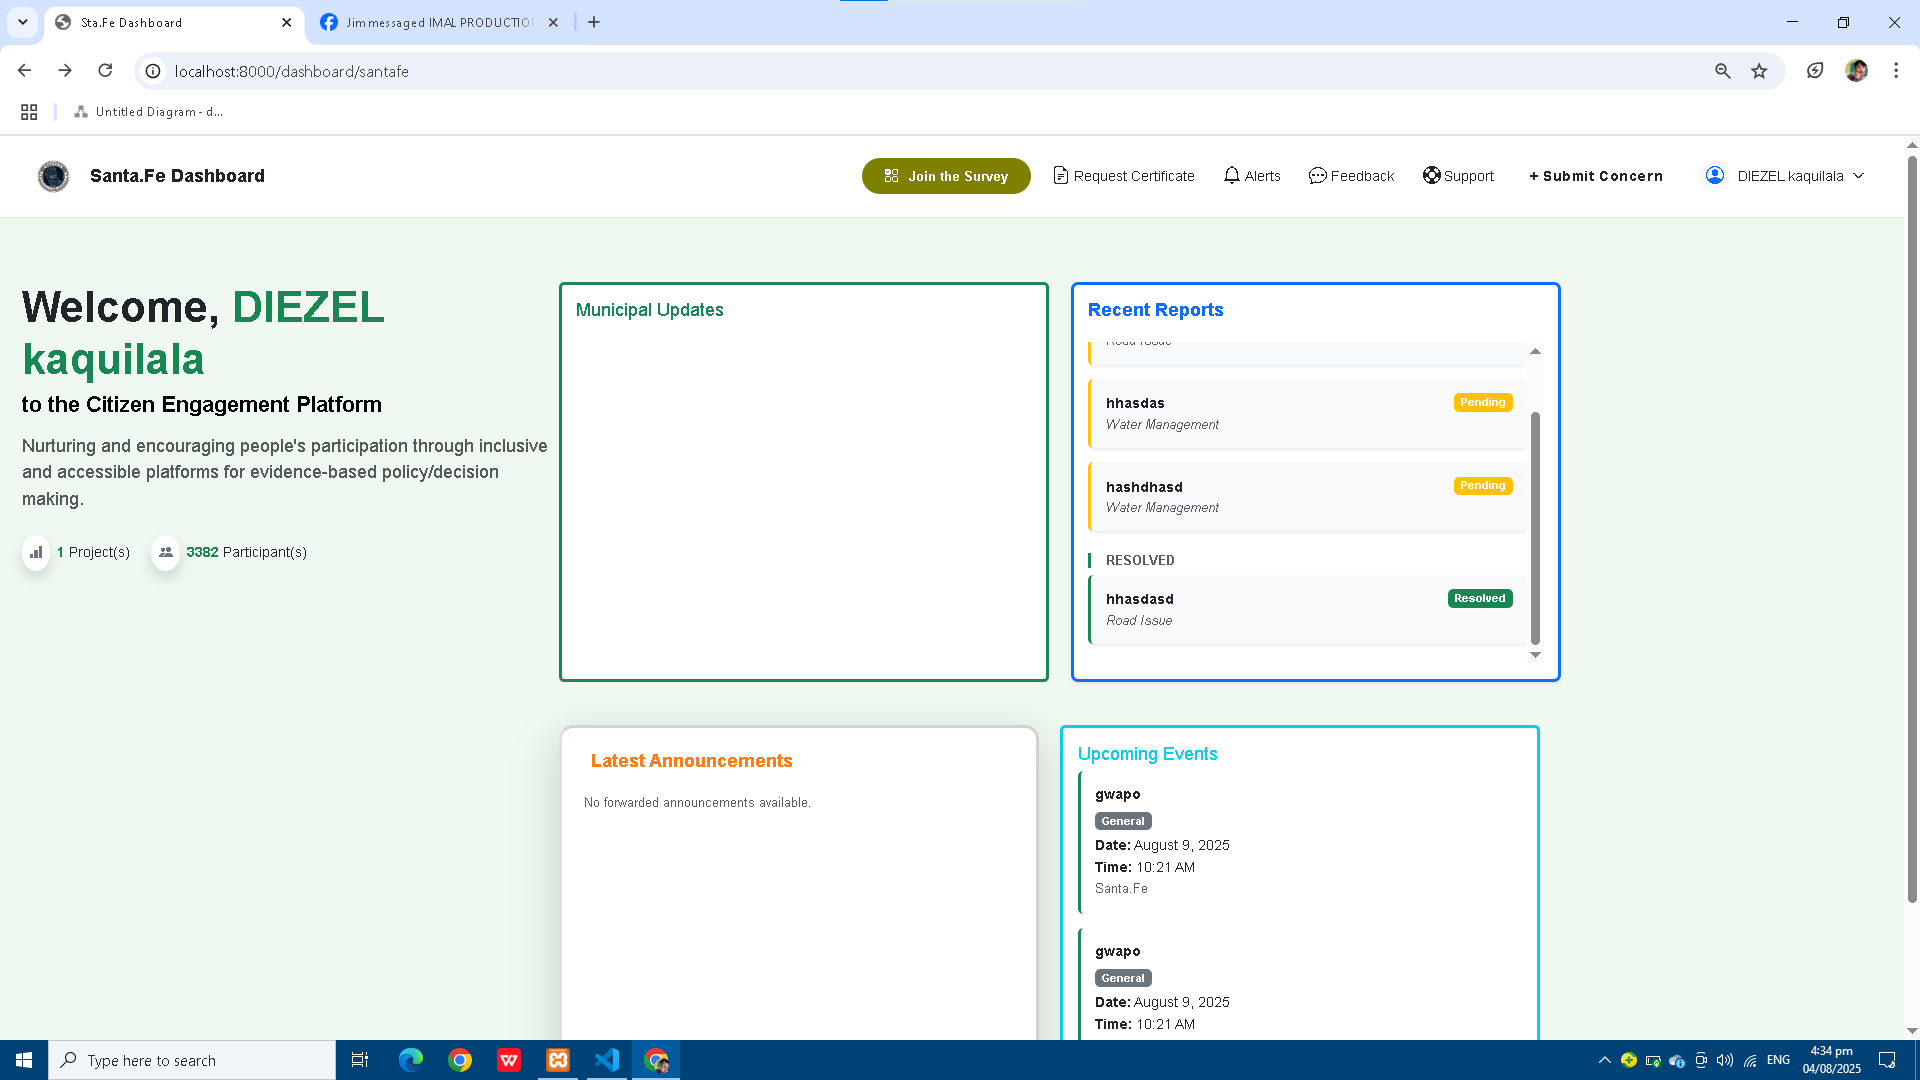 Sta.Fe Dashboard
Jim messaged IMAL PRODUCTION
localhost:8000/dashboard/santafe
Untitled Diagram - d...
Santa.Fe Dashboard
Join the Survey
Request Certificate
Alerts
Feedback
Support
+ Submit Concern
DIEZEL kaquilala
Welcome, DIEZEL
kaquilala
to the Citizen Engagement Platform
Nurturing and encouraging people's participation through inclusive
and accessible platforms for evidence-based policy/decision
making.
1 Project(s)
3382 Participant(s)
Municipal Updates
Recent Reports
Road Issue
hhasdas
Pending
Water Management
hashdhasd
Pending
Water Management
RESOLVED
hhasdasd
Resolved
Road Issue
Latest Announcements
No forwarded announcements available.
Upcoming Events
gwapo
General
Date: August 9, 2025
Time: 10:21 AM
Santa.Fe
gwapo
General
Date: August 9, 2025
Time: 10:21 AM
Type here to search
ENG
4:34 pm
04/08/2025